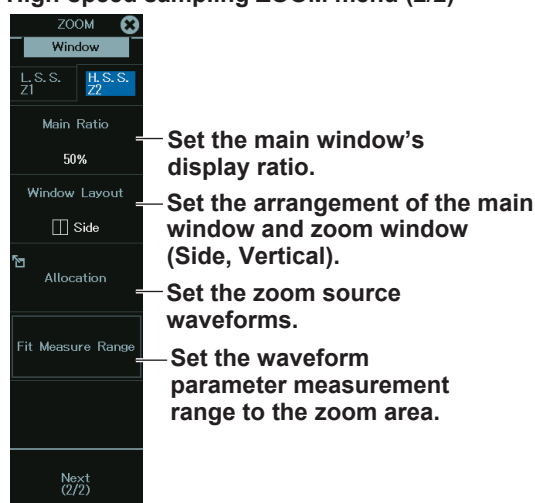 High-speed sampling ZOOM menu (2/2)
ZOOM
Window
L. S. S.
Z1
H. S. S.
Z2
Main Ratio
50%
Set the main window's
display ratio.
Window Layout
Side
Set the arrangement of the main
window and zoom window
(Side, Vertical).
Allocation
Set the zoom source
waveforms.
Fit Measure Range
Set the waveform
parameter measurement
range to the zoom area.
Next
(2/2)